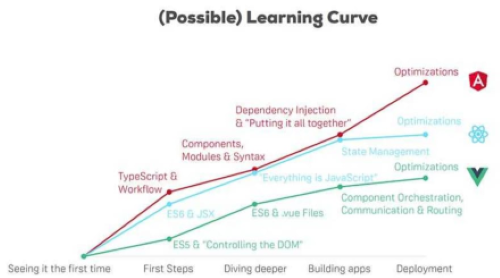 (Possible) Learning Curve
Optimizations
Dependency Injection
& "Putting it all together"
Optimizations
Components,
Modules & Syntax
State Management
TypeScript &
Workflow
"Everything is JavaScript"
Optimizations
ES6 & JSX
ES6 & .vue Files
Component Orchestration,
Communication & Routing
ES5 & "Controlling the DOM"
Seeing it the first time
First Steps
Diving deeper
Building apps
Deployment
A